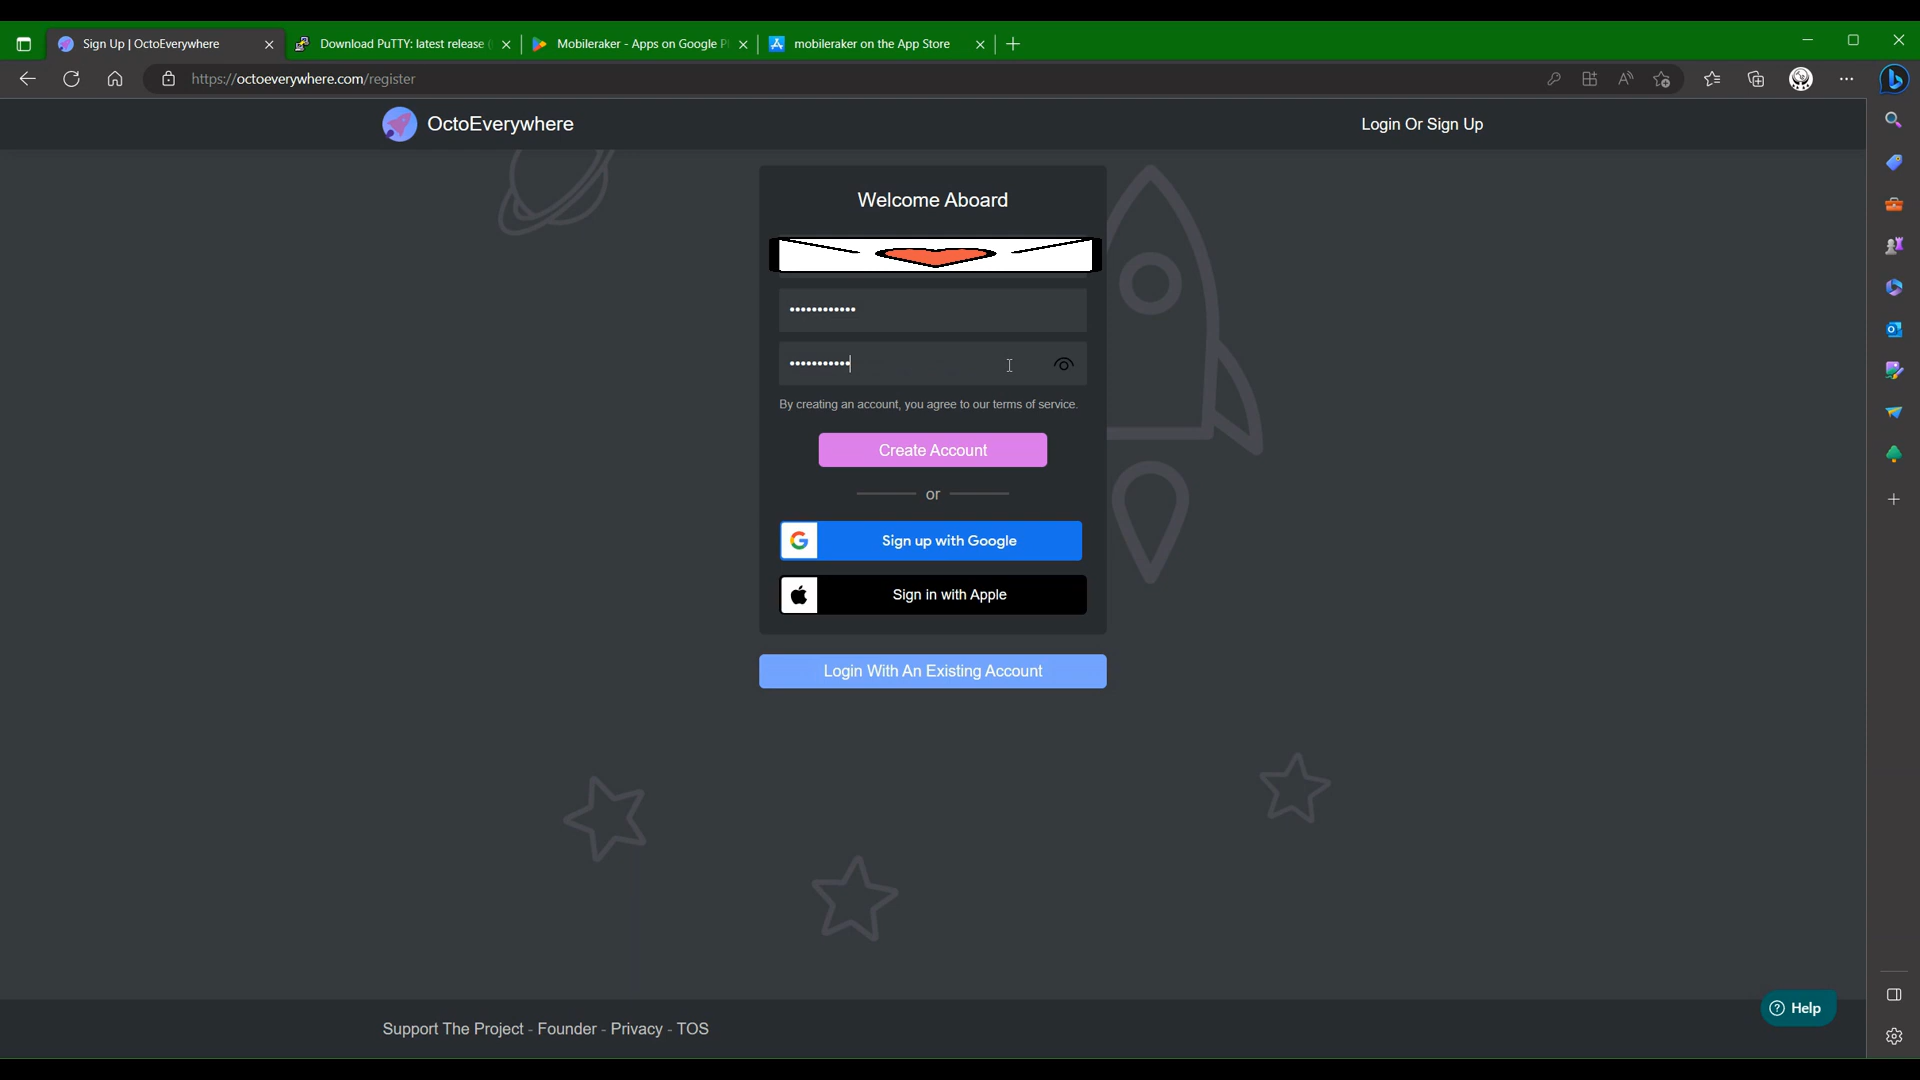 Sign Up | OctoEverywhere
Download PuTTY: latest release
Mobileraker - Apps on Google P
mobileraker on the App Store
https://octoeverywhere.com/register
OctoEverywhere
Login Or Sign Up
Welcome Aboard
••••••••••••
•••••••••••
By creating an account, you agree to our terms of service.
Create Account
or
Sign up with Google
Sign in with Apple
Login With An Existing Account
Help
Support The Project - Founder - Privacy - TOS